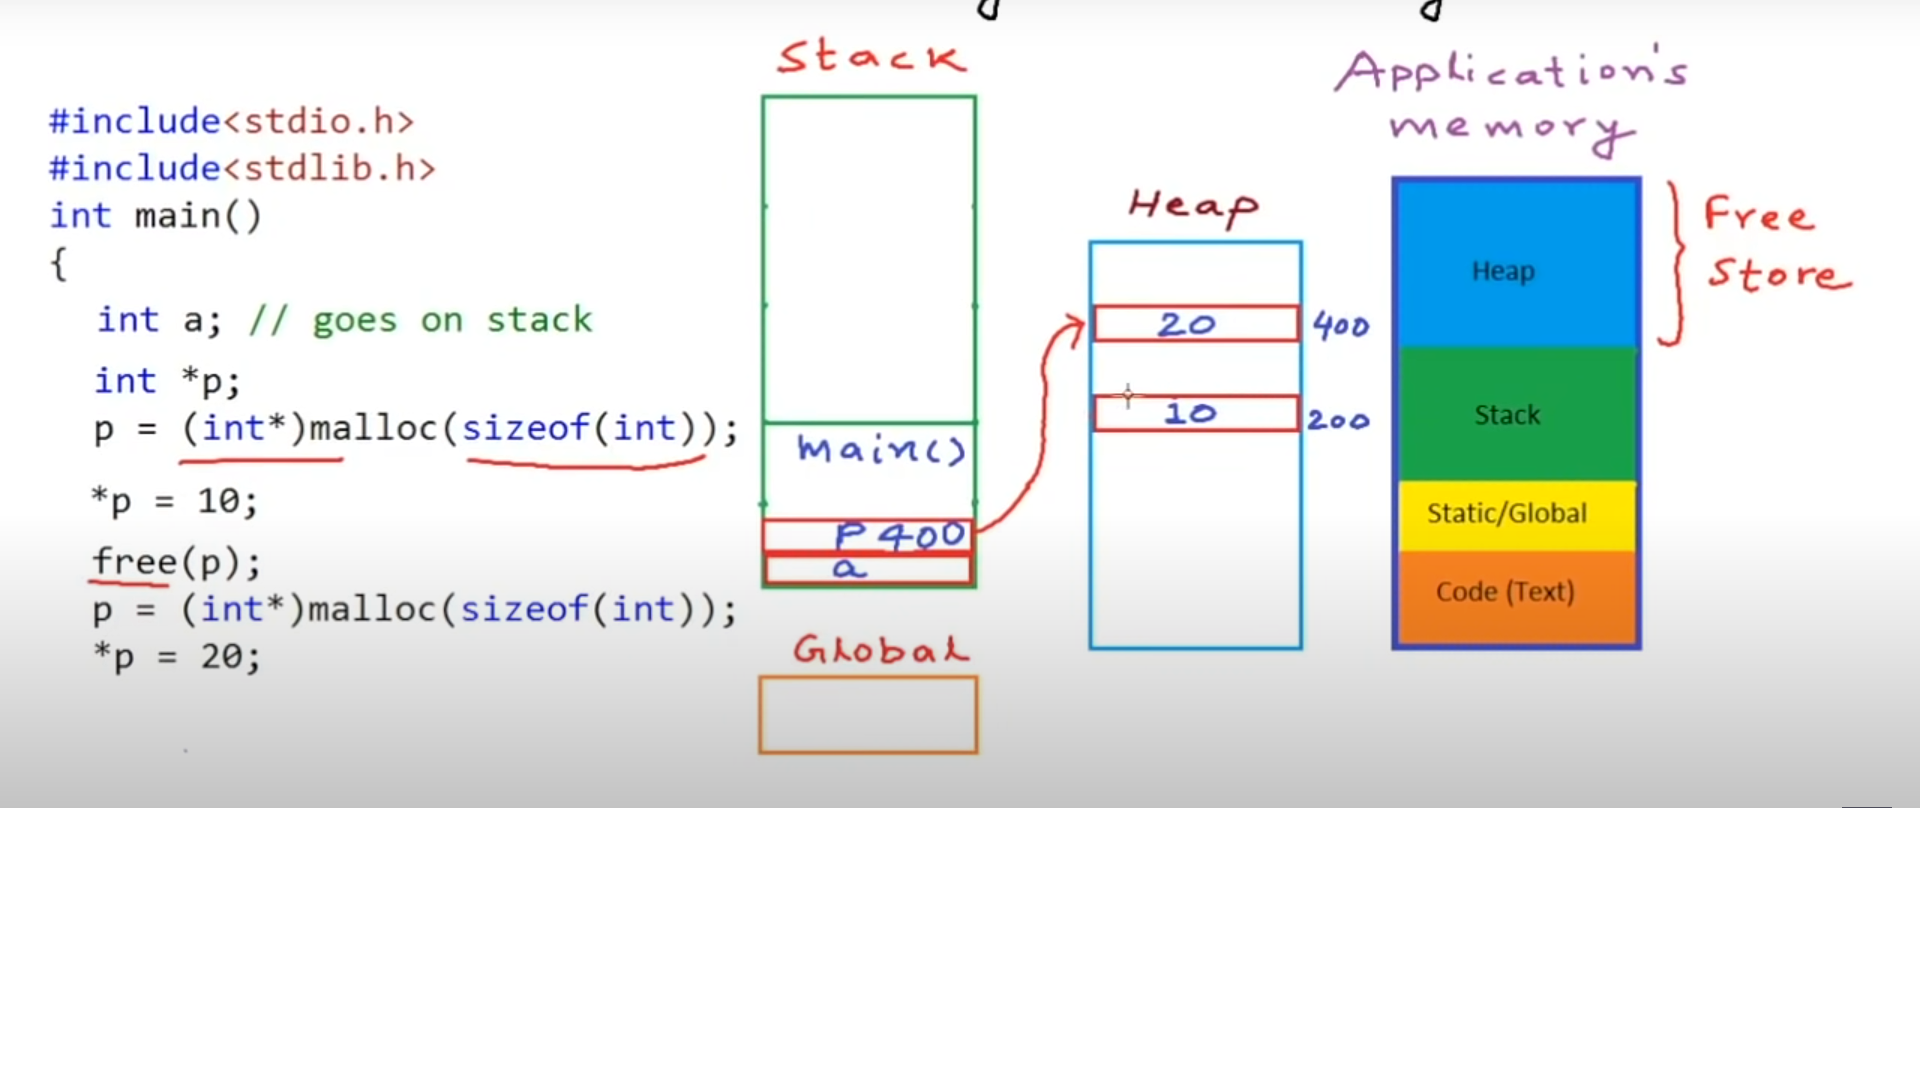 #include<stdio.h>
#include<stdlib.h>
int main()
{
int a; // goes on stack
int *p;
p = (int*)malloc(sizeof(int));
*p = 10;
free(p);
p = (int*)malloc(sizeof(int));
*p = 20;
Stack
main()
P 400
a
Global
Heap
20 400
10 200
Application's
memory
Heap
Stack
Static/Global
Code (Text)
Free
Store